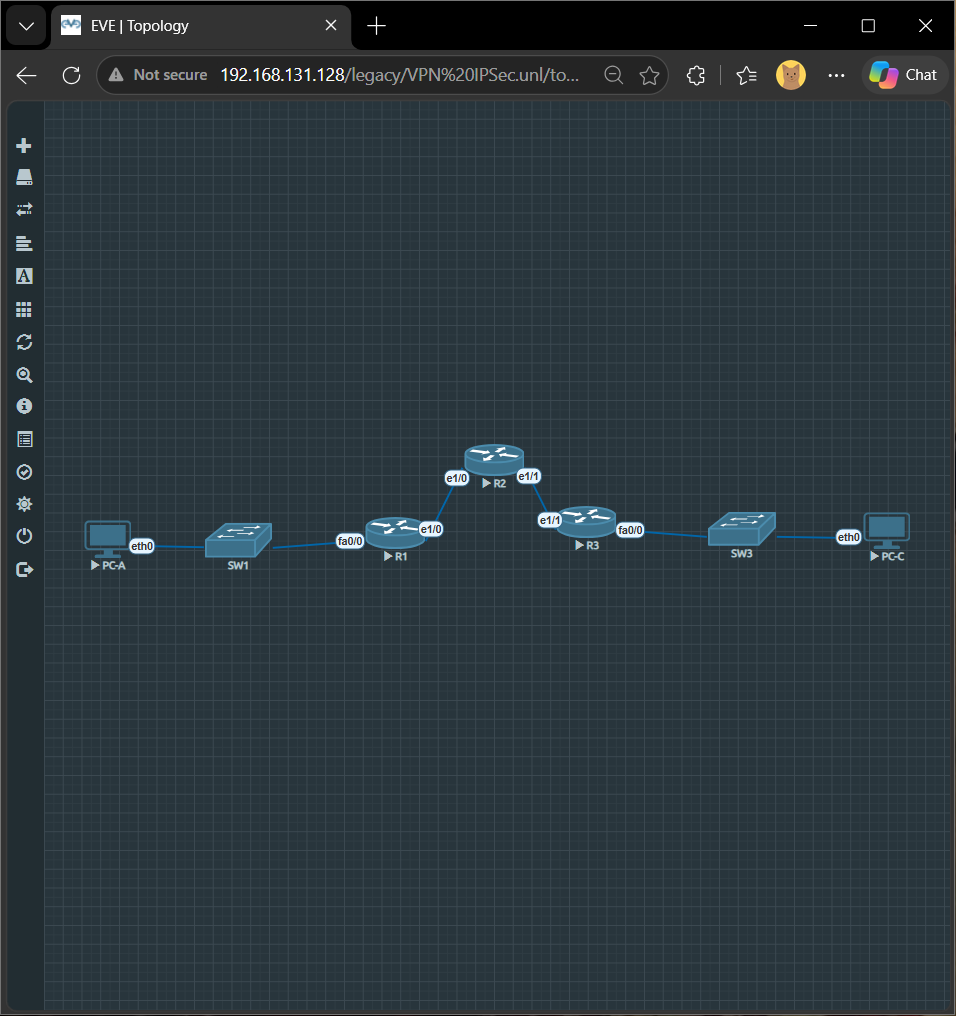 EVE | Topology
Not secure 192.168.131.128/legacy/VPN%20IPSec.unl/to...
Chat
A
e1/0
e1/1
R2
e1/1
fa0/0
e1/0
fa0/0
eth0
eth0
R3
SW3
R1
PC-C
PC-A
SW1